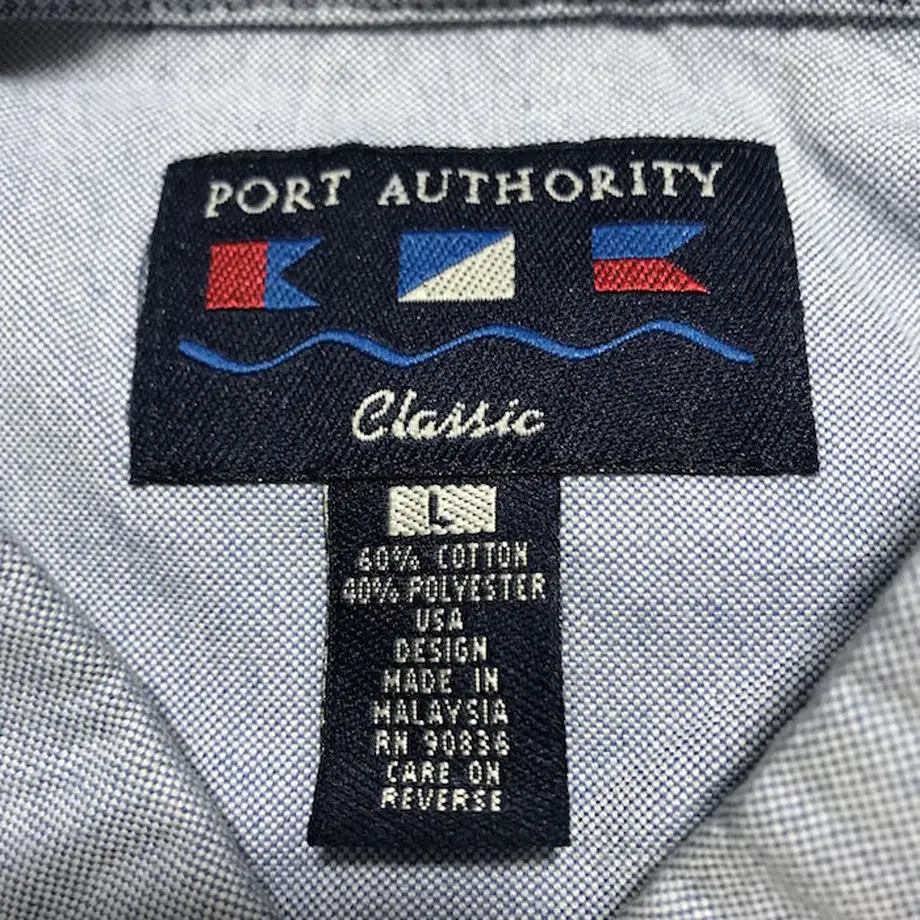 PORT AUTHORITY
Classic
L
60% COTTON
40% POLYESTER
USA
DESIGN
MADE IN
MALAYSIA
RN 90836
CARE ON
REVERSE